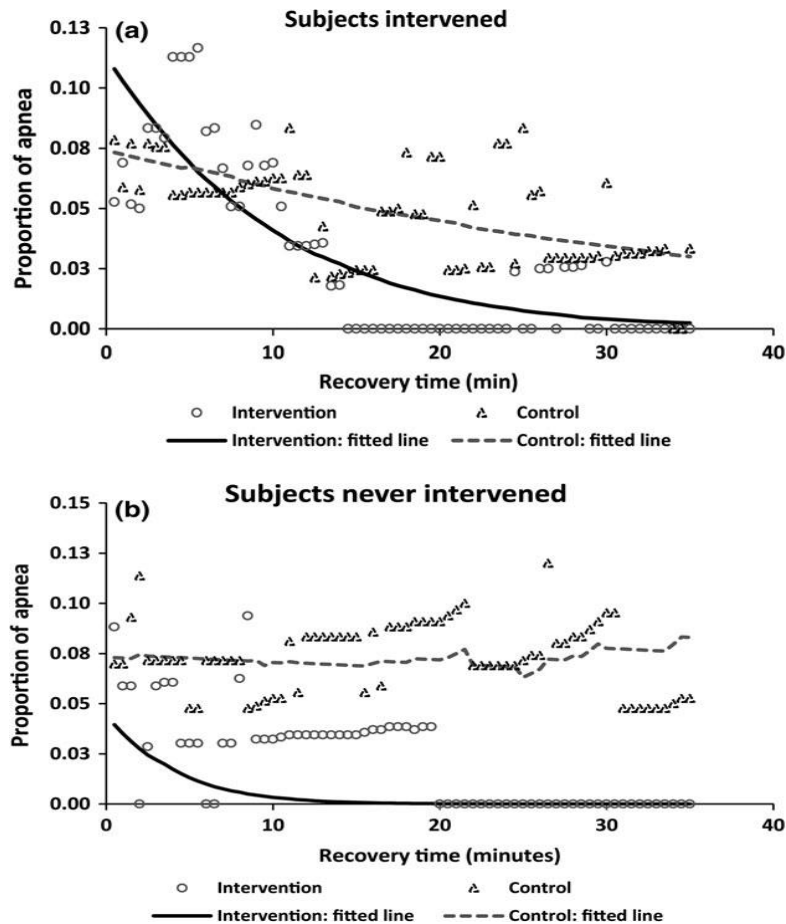 (a) Subjects intervened
0.13
0.10
0.08
0.05
0.03
0.00
Proportion of apnea
0 10 20 30 40
Recovery time (min)
Intervention Control
Intervention: fitted line Control: fitted line
(b) Subjects never intervened
0.15
0.13
0.10
0.08
0.05
0.03
0.00
Proportion of apnea
0 10 20 30 40
Recovery time (minutes)
Intervention Control
Intervention: fitted line Control: fitted line